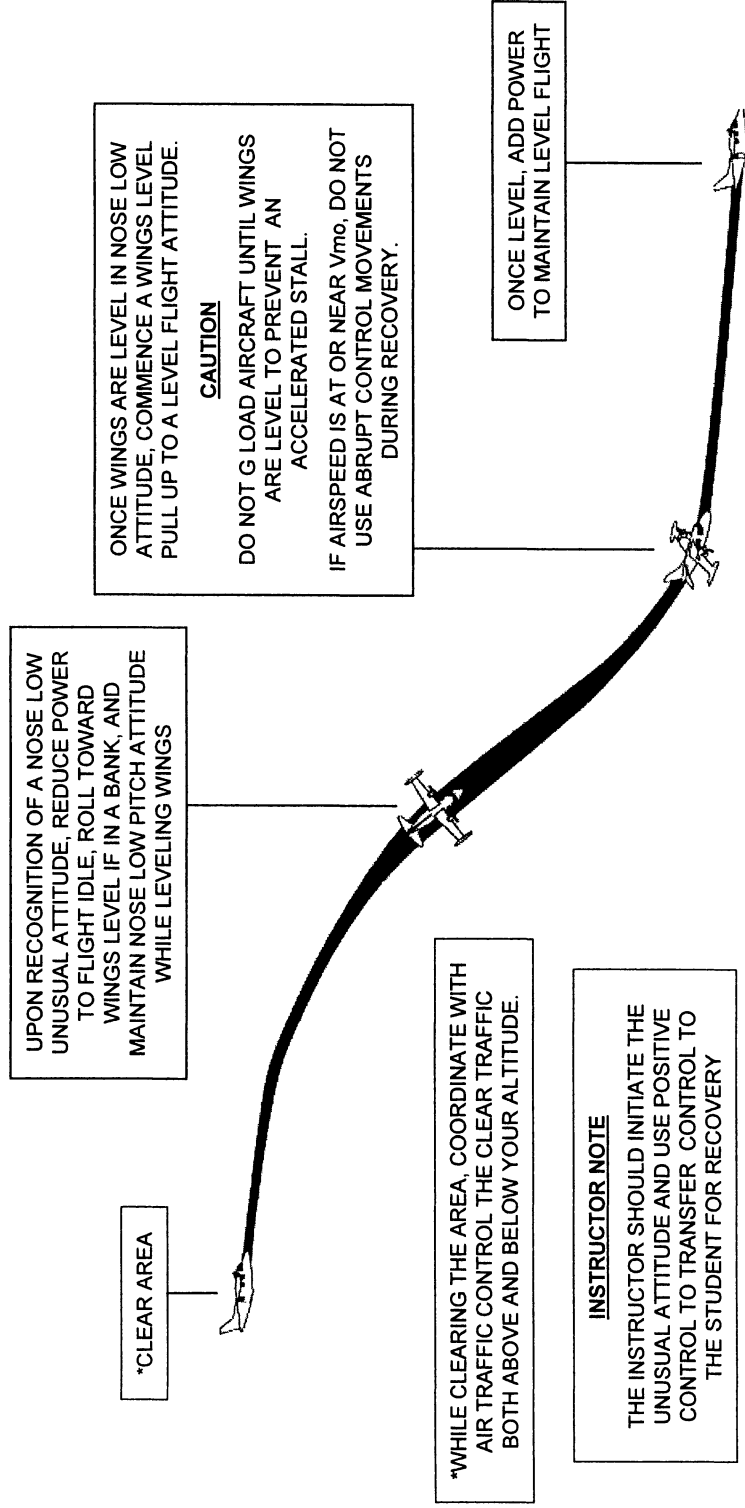 *CLEAR AREA
UPON RECOGNITION OF A NOSE LOW
UNUSUAL ATTITUDE, REDUCE POWER
TO FLIGHT IDLE, ROLL TOWARD
WINGS LEVEL IF IN A BANK, AND
MAINTAIN NOSE LOW PITCH ATTITUDE
WHILE LEVELING WINGS
ONCE WINGS ARE LEVEL IN NOSE LOW
ATTITUDE, COMMENCE A WINGS LEVEL
PULL UP TO A LEVEL FLIGHT ATTITUDE.
CAUTION
DO NOT G LOAD AIRCRAFT UNTIL WINGS
ARE LEVEL TO PREVENT AN
ACCELERATED STALL.
IF AIRSPEED IS AT OR NEAR Vmo, DO NOT
USE ABRUPT CONTROL MOVEMENTS
DURING RECOVERY.
ONCE LEVEL, ADD POWER
TO MAINTAIN LEVEL FLIGHT
*WHILE CLEARING THE AREA, COORDINATE WITH
AIR TRAFFIC CONTROL THE CLEAR TRAFFIC
BOTH ABOVE AND BELOW YOUR ALTITUDE.
INSTRUCTOR NOTE
THE INSTRUCTOR SHOULD INITIATE THE
UNUSUAL ATTITUDE AND USE POSITIVE
CONTROL TO TRANSFER CONTROL TO
THE STUDENT FOR RECOVERY